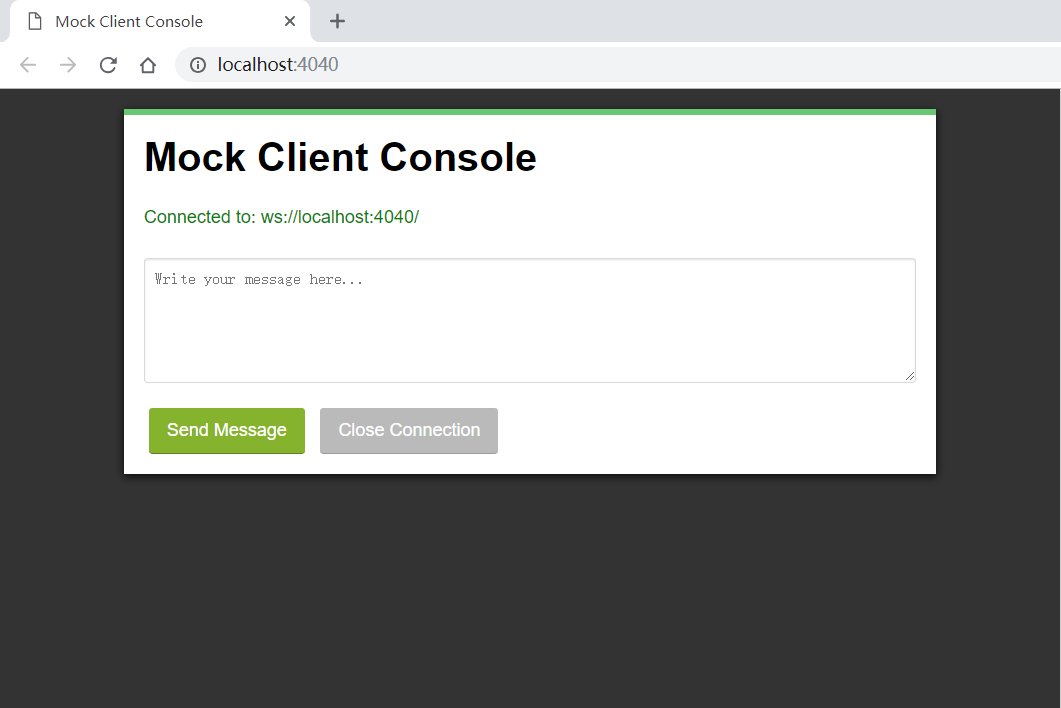 Mock Client Console
localhost:4040
Mock Client Console
Connected to: ws://localhost:4040/
Write your message here...
Send Message Close Connection